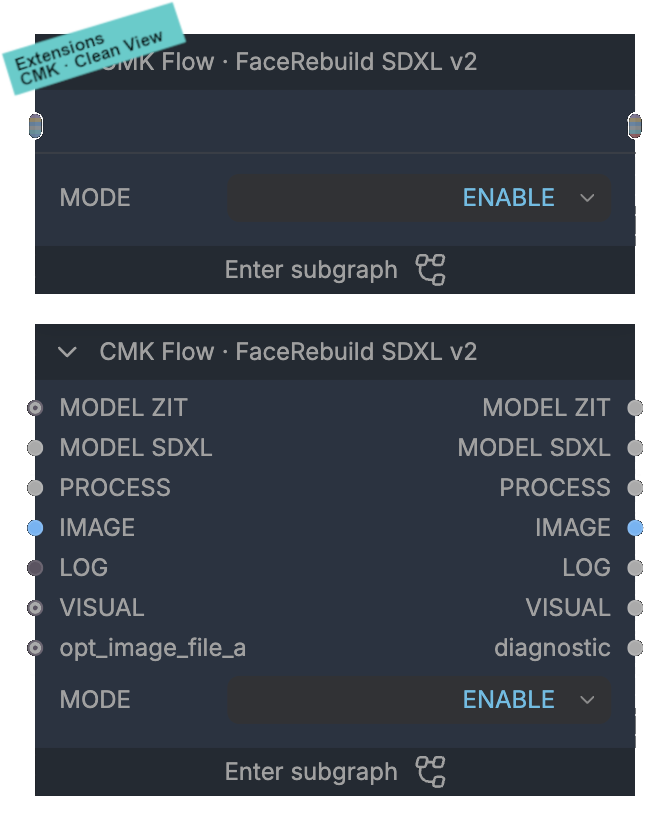 Extensions
CMK · Clean View
CMK Flow · FaceRebuild SDXL v2
MODE
ENABLE
Enter subgraph
CMK Flow · FaceRebuild SDXL v2
MODEL ZIT
MODEL ZIT
MODEL SDXL
MODEL SDXL
PROCESS
PROCESS
IMAGE
IMAGE
LOG
LOG
VISUAL
VISUAL
opt_image_file_a
diagnostic
MODE
ENABLE
Enter subgraph